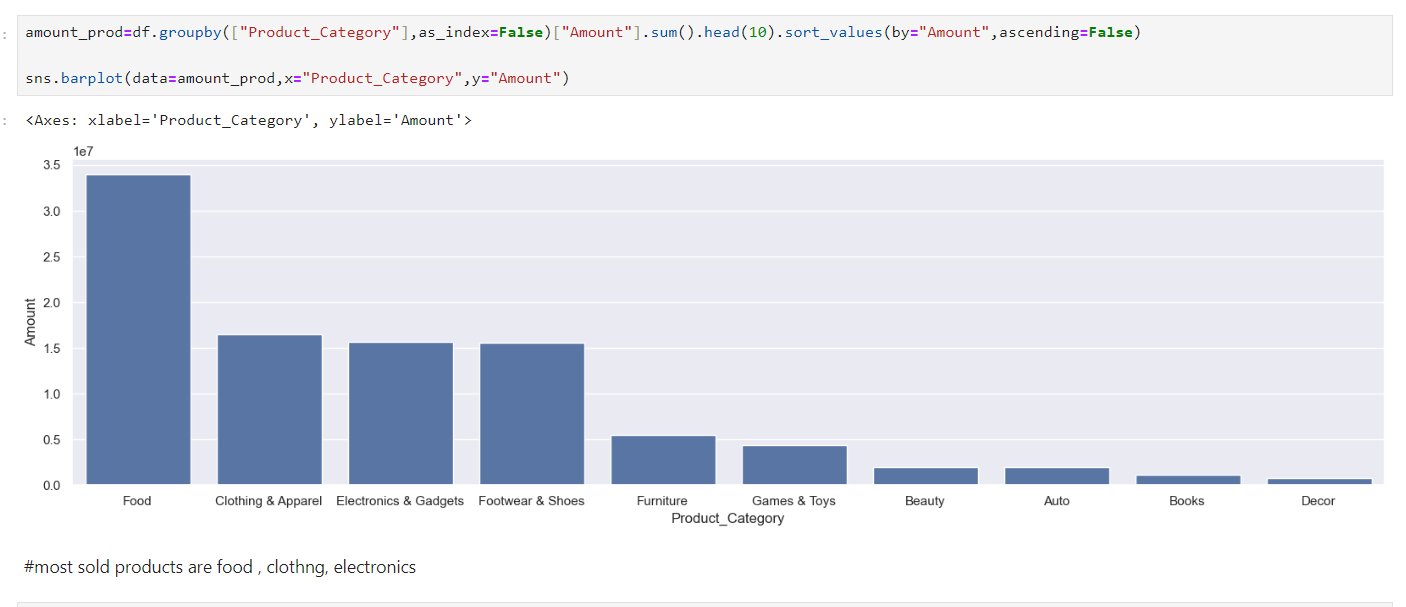 : amount_prod=df.groupby(["Product_Category"],as_index=False)["Amount"].sum().head(10).sort_values(by="Amount",ascending=False)
sns.barplot(data=amount_prod,x="Product_Category",y="Amount")
: <Axes: xlabel='Product_Category', ylabel='Amount'>
1e7
3.5
3.0
2.5
2.0
1.5
1.0
0.5
0.0
Amount
Food Clothing & Apparel Electronics & Gadgets Footwear & Shoes Furniture Games & Toys Beauty Auto Books Decor
Product_Category
#most sold products are food , clothng, electronics